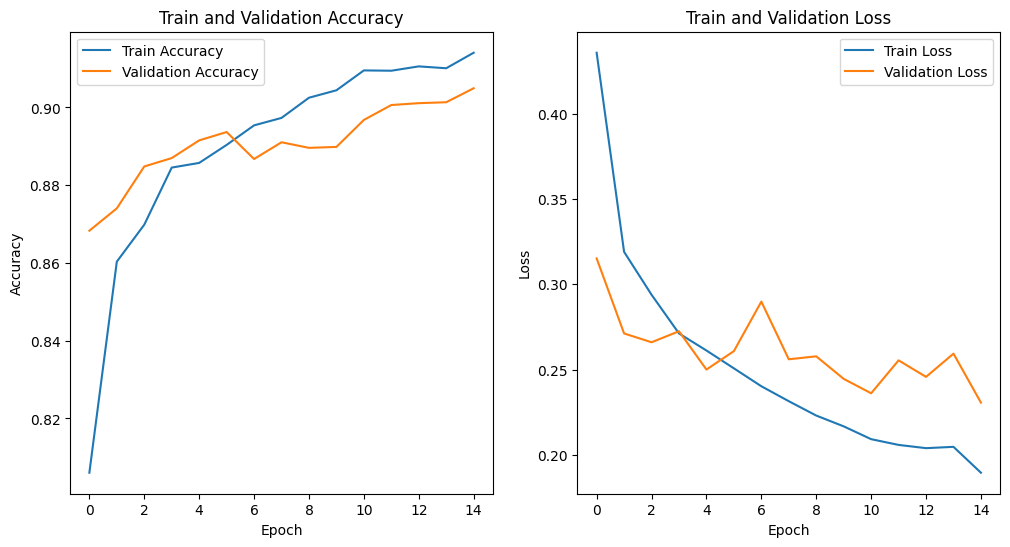 Train and Validation Accuracy
Train Accuracy
Validation Accuracy
0.90
0.88
0.86
0.84
0.82
Accuracy
0 2 4 6 8 10 12 14
Epoch
Train and Validation Loss
Train Loss
Validation Loss
0.40
0.35
0.30
0.25
0.20
Loss
0 2 4 6 8 10 12 14
Epoch